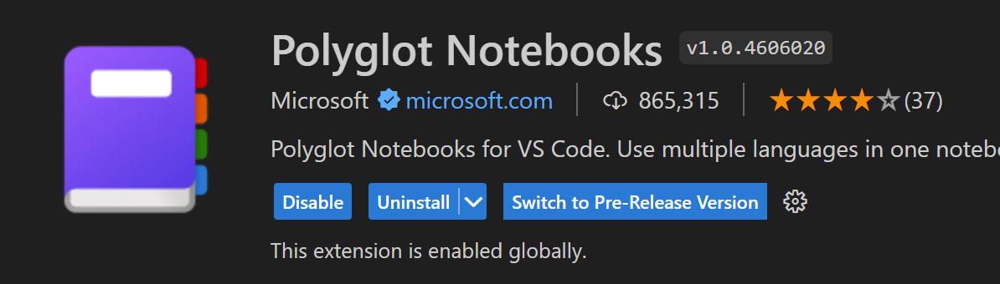 Polyglot Notebooks v1.0.4606020
Microsoft microsoft.com 865,315 (37)
Polyglot Notebooks for VS Code. Use multiple languages in one
Disable Uninstall Switch to Pre-Release Version
This extension is enabled globally.